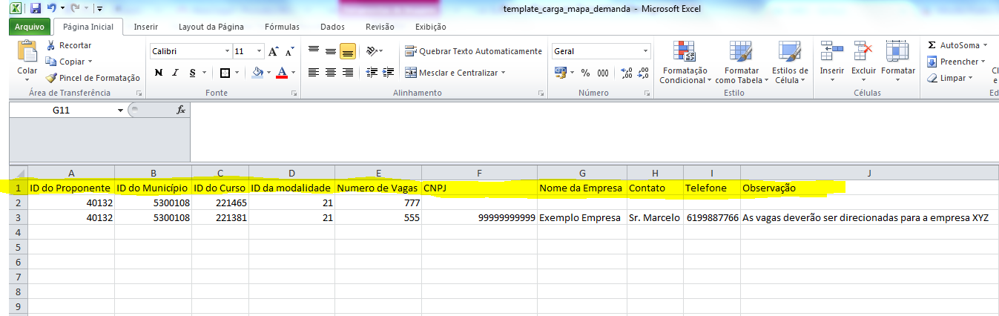 template_carga_mapa_demanda - Microsoft Excel
Arquivo Página Inicial Inserir Layout da Página Fórmulas Dados Revisão Exibição
Colar
Recortar
Copiar
Pincel de Formatação
Área de Transferência
Calibri 11
N I S
Fonte
Quebrar Texto Automaticamente
Mesclar e Centralizar
Alinhamento
Geral
% 000 ,00 ,00
Número
Formatação Condicional
Formatar como Tabela
Estilos de Célula
Estilo
Inserir Excluir Formatar
Células
Σ AutoSoma
Preencher
Limpar
G11 fx
A B C D E F G H I J
1 ID do Proponente ID do Município ID do Curso ID da modalidade Numero de Vagas CNPJ Nome da Empresa Contato Telefone Observação
2 40132 5300108 221465 21 777
3 40132 5300108 221381 21 555 99999999999 Exemplo Empresa Sr. Marcelo 6199887766 As vagas deverão ser direcionadas para a empresa XYZ
4
5
6
7
8
9